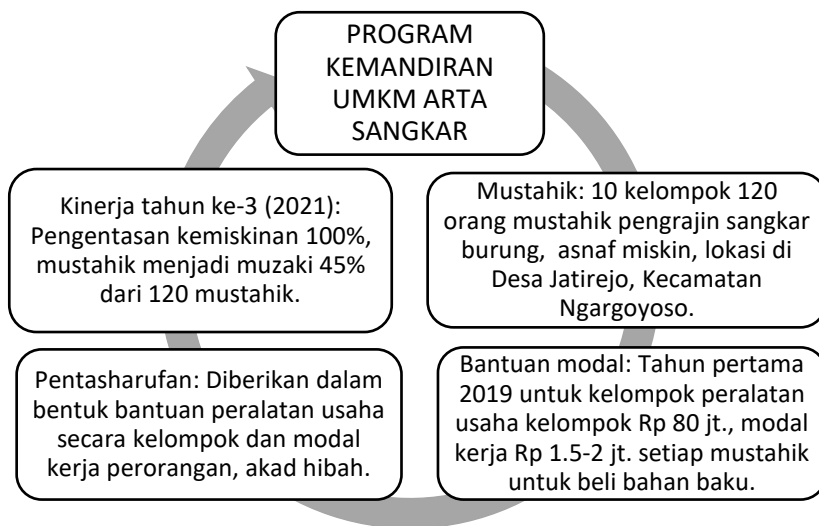 PROGRAM
KEMANDIRAN
UMKM ARTA
SANGKAR
Mustahik: 10 kelompok 120
orang mustahik pengrajin sangkar
burung, asnaf miskin, lokasi di
Desa Jatirejo, Kecamatan
Ngargoyoso.
Bantuan modal: Tahun pertama
2019 untuk kelompok peralatan
usaha kelompok Rp 80 jt., modal
kerja Rp 1.5-2 jt. setiap mustahik
untuk beli bahan baku.
Pentasharufan: Diberikan dalam
bentuk bantuan peralatan usaha
secara kelompok dan modal
kerja perorangan, akad hibah.
Kinerja tahun ke-3 (2021):
Pengentasan kemiskinan 100%,
mustahik menjadi muzaki 45%
dari 120 mustahik.